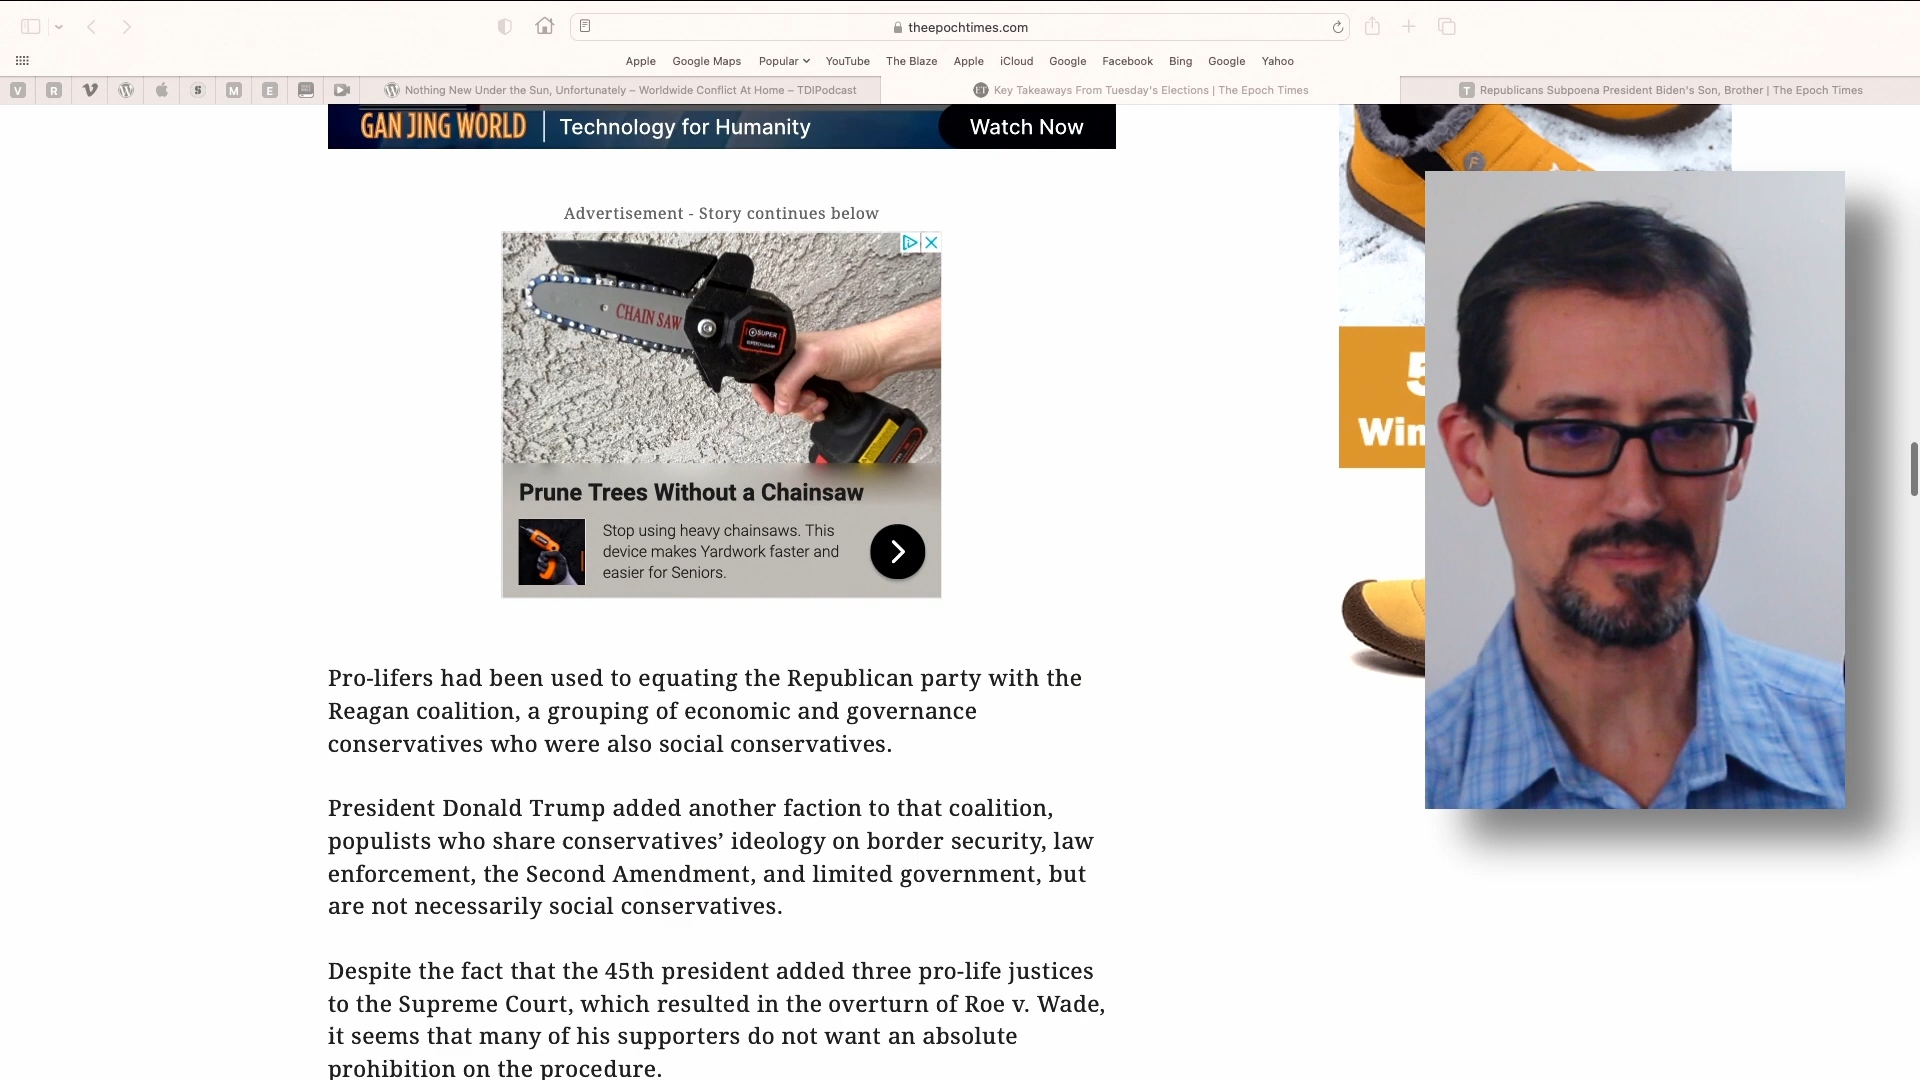 theepochtimes.com
Apple Google Maps Popular YouTube The Blaze Apple iCloud Google Facebook Bing Google Yahoo
V R S M E Nothing New Under the Sun, Unfortunately – Worldwide Conflict At Home – TDIPodcast ET Key Takeaways From Tuesday's Elections | The Epoch Times T Republicans Subpoena President Biden's Son, Brother | The Epoch Times
GAN JING WORLD | Technology for Humanity Watch Now
Advertisement - Story continues below
CHAIN SAW
SUPER
Prune Trees Without a Chainsaw
Stop using heavy chainsaws. This
device makes Yardwork faster and
easier for Seniors.
F
5
Win
Pro-lifers had been used to equating the Republican party with the
Reagan coalition, a grouping of economic and governance
conservatives who were also social conservatives.
President Donald Trump added another faction to that coalition,
populists who share conservatives’ ideology on border security, law
enforcement, the Second Amendment, and limited government, but
are not necessarily social conservatives.
Despite the fact that the 45th president added three pro-life justices
to the Supreme Court, which resulted in the overturn of Roe v. Wade,
it seems that many of his supporters do not want an absolute
prohibition on the procedure.